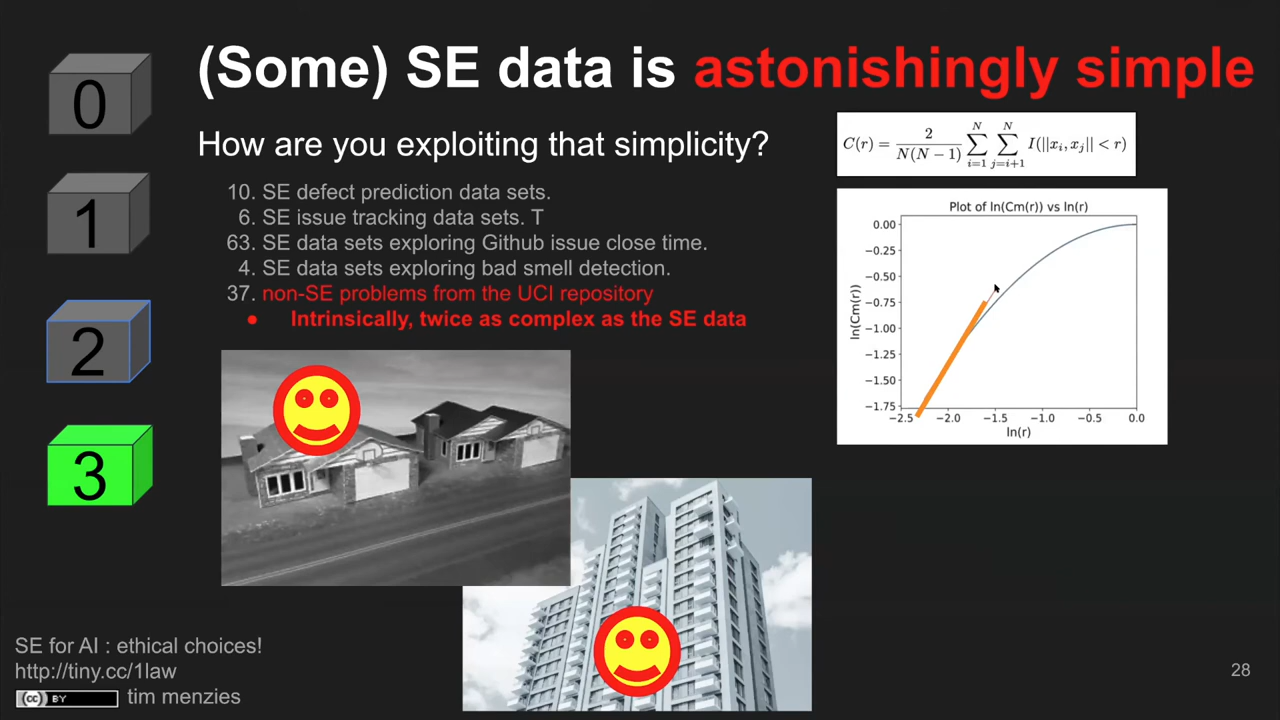 (Some) SE data is astonishingly simple
How are you exploiting that simplicity?
10. SE defect prediction data sets.
6. SE issue tracking data sets. T
63. SE data sets exploring Github issue close time.
4. SE data sets exploring bad smell detection.
37. non-SE problems from the UCI repository
● Intrinsically, twice as complex as the SE data
0
1
2
3
C(r) = 2/N(N − 1) ∑_{i=1}^{N} ∑_{j=i+1}^{N} I(||x_i, x_j|| < r)
Plot of ln(Cm(r)) vs ln(r)
ln(Cm(r))
0.00
−0.25
−0.50
−0.75
−1.00
−1.25
−1.50
−1.75
−2.5 −2.0 −1.5 −1.0 −0.5 0.0
ln(r)
SE for AI : ethical choices!
http://tiny.cc/1law
cc BY tim menzies
28